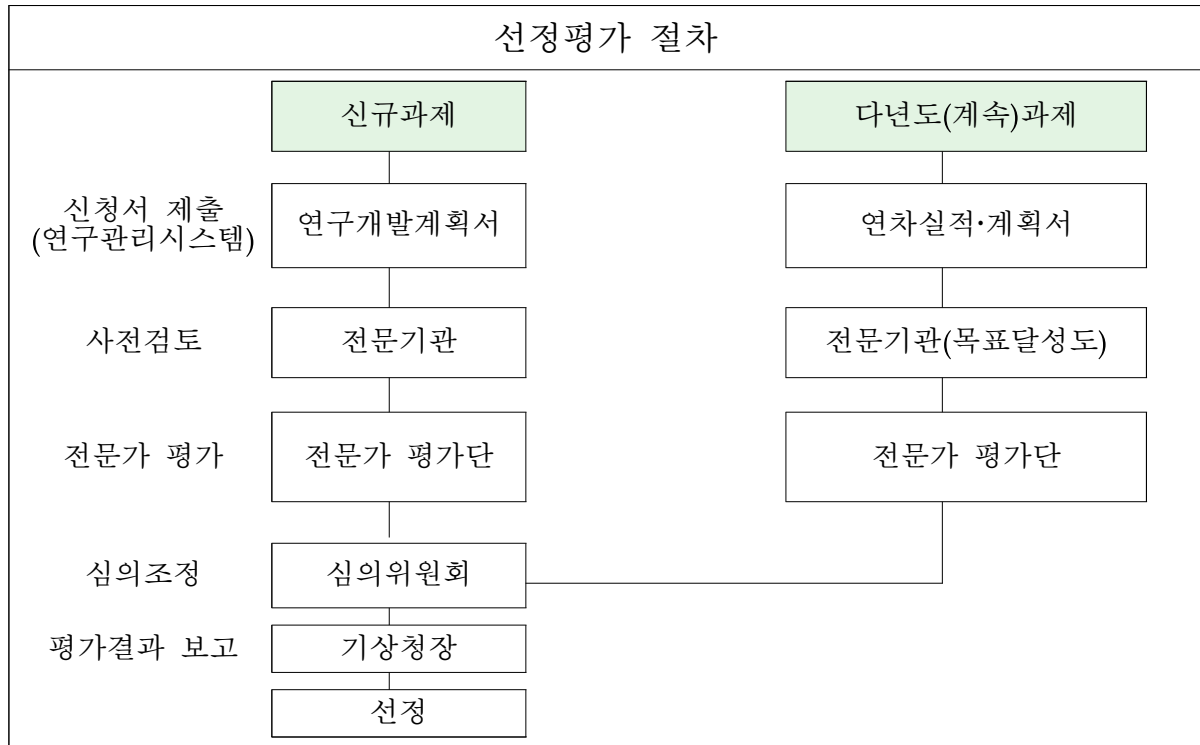 선정평가 절차
신규과제
다년도(계속)과제
신청서 제출
(연구관리시스템)
연구개발계획서
연차실적·계획서
사전검토
전문기관
전문기관(목표달성도)
전문가 평가
전문가 평가단
전문가 평가단
심의조정
심의위원회
평가결과 보고
기상청장
선정